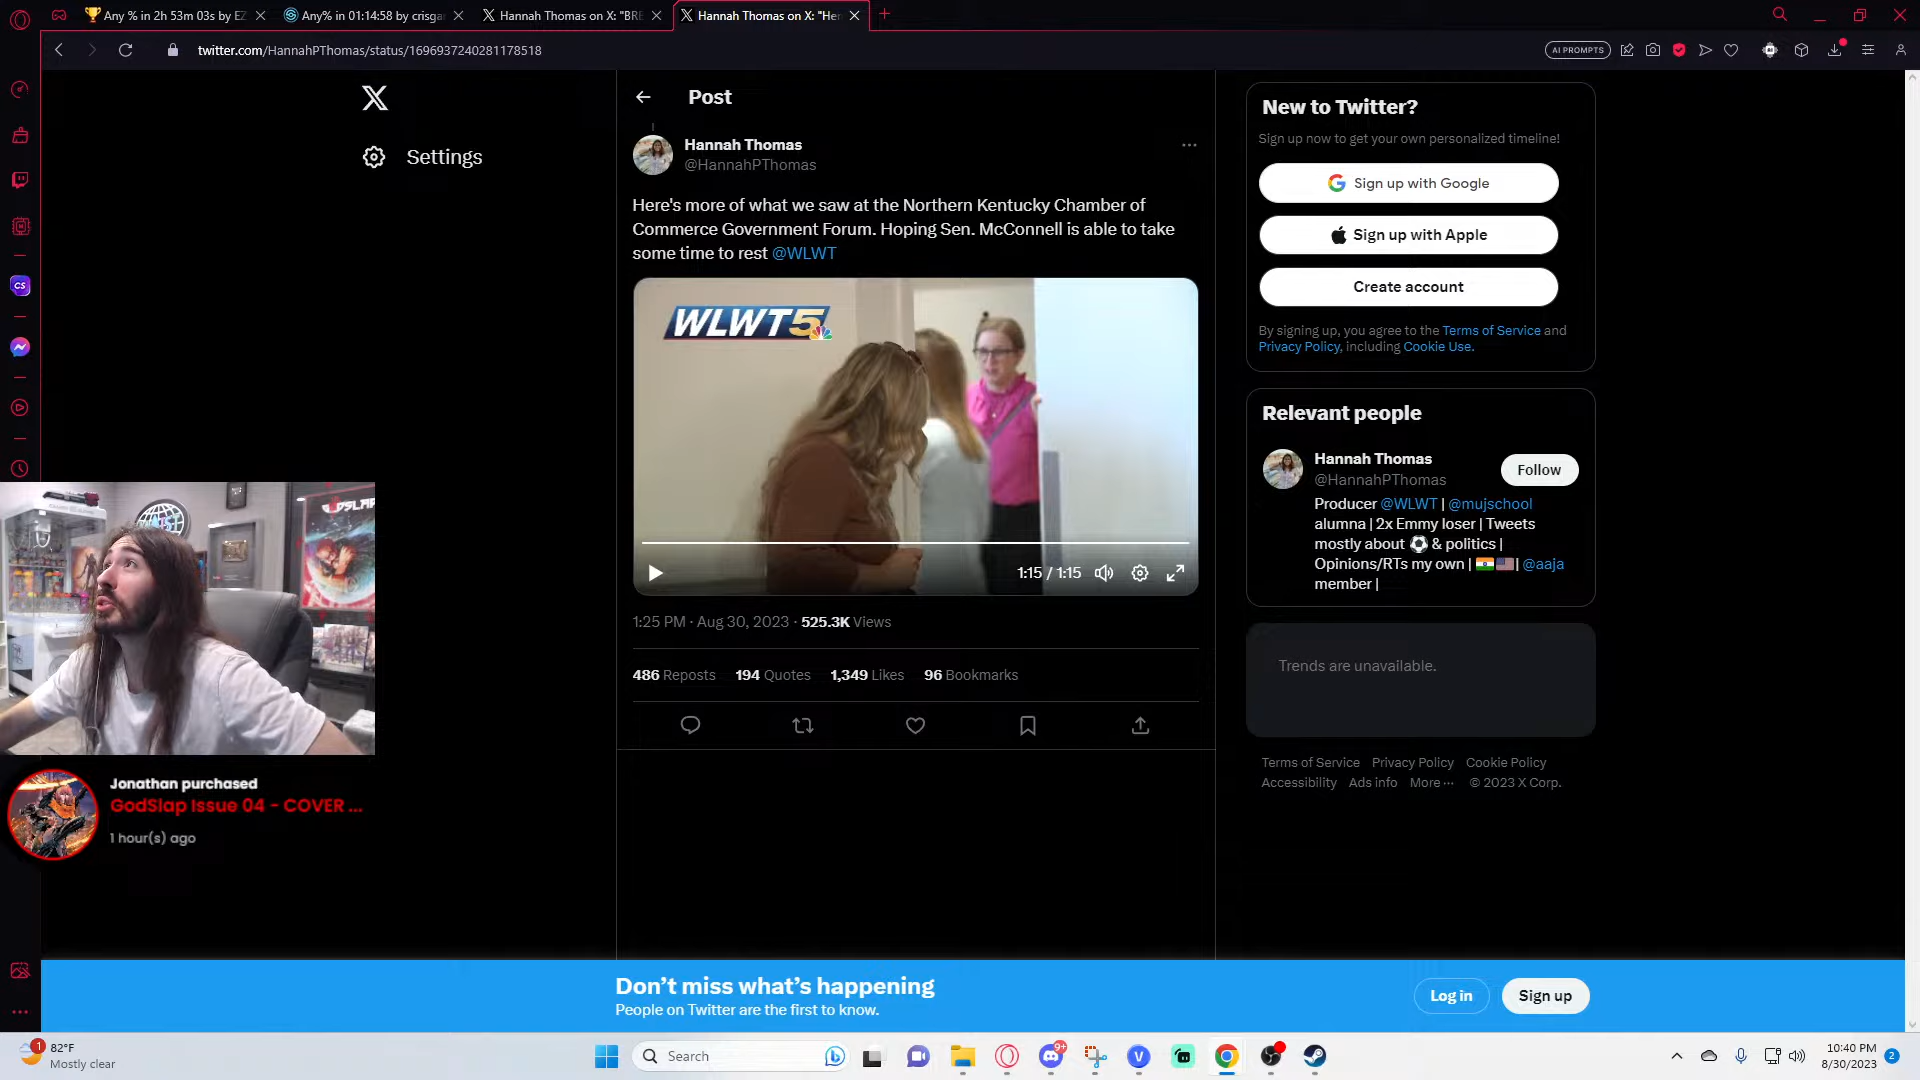 Any % in 2h 53m 03s by EZ
Any% in 01:14:58 by crisga
Hannah Thomas on X: "BRE
Hannah Thomas on X: "Her
twitter.com/HannahPThomas/status/1696937240281178518
AI PROMPTS
Settings
Post
Hannah Thomas
@HannahPThomas
Here's more of what we saw at the Northern Kentucky Chamber of
Commerce Government Forum. Hoping Sen. McConnell is able to take
some time to rest @WLWT
WLWT5
1:15 / 1:15
1:25 PM · Aug 30, 2023 · 525.3K Views
486 Reposts 194 Quotes 1,349 Likes 96 Bookmarks
New to Twitter?
Sign up now to get your own personalized timeline!
Sign up with Google
Sign up with Apple
Create account
By signing up, you agree to the Terms of Service and
Privacy Policy, including Cookie Use.
Relevant people
Hannah Thomas
@HannahPThomas
Follow
Producer @WLWT | @mujschool
alumna | 2x Emmy loser | Tweets
mostly about ⚽ & politics |
Opinions/RTs my own | 🇮🇳🇺🇸| @aaja
member |
Trends are unavailable.
Terms of Service Privacy Policy Cookie Policy
Accessibility Ads info More ··· © 2023 X Corp.
CS
Jonathan purchased
GodSlap Issue 04 - COVER ...
1 hour(s) ago
Don't miss what's happening
People on Twitter are the first to know.
Log in
Sign up
1
82°F
Mostly clear
Search
9+
V
10:40 PM
8/30/2023
2